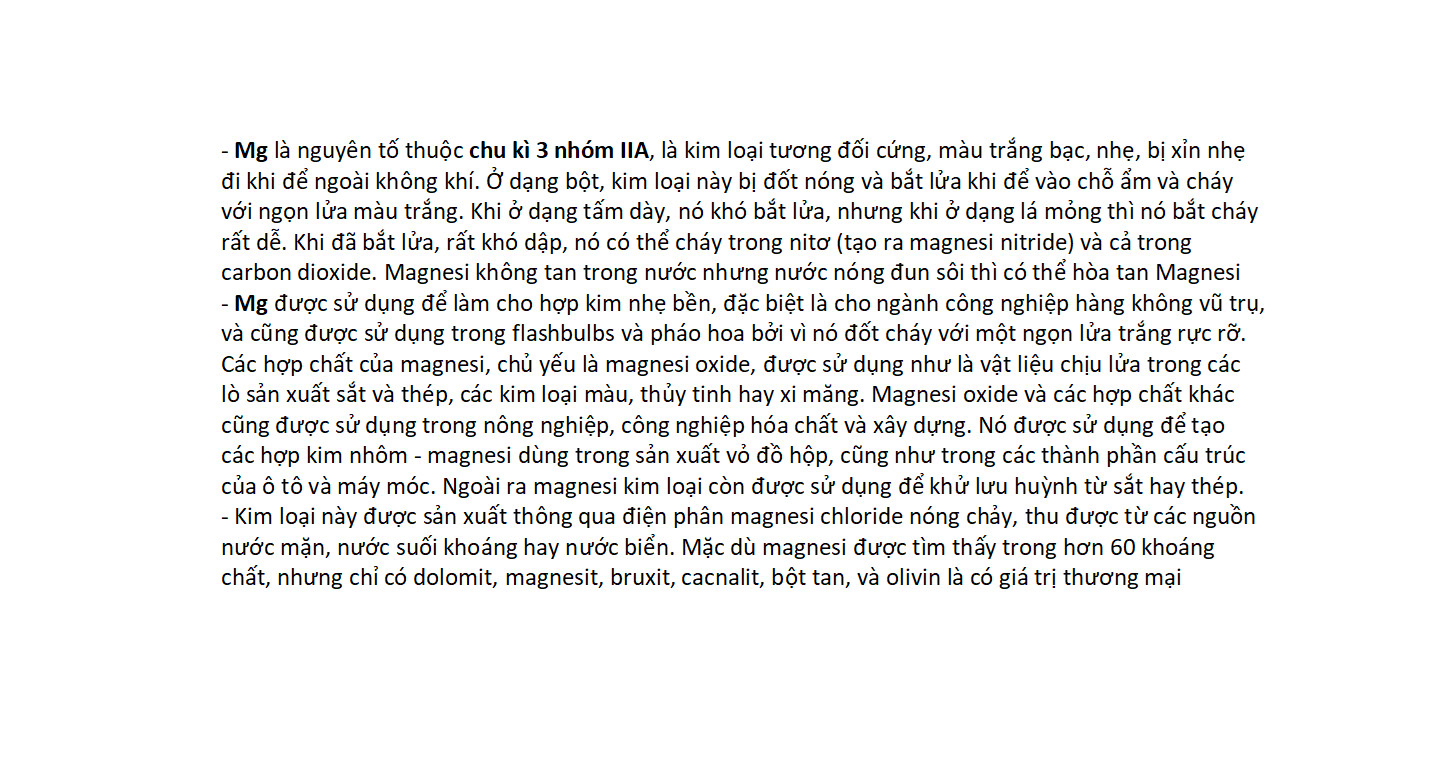 - Mg là nguyên tố thuộc chu kì 3 nhóm IIA, là kim loại tương đối cứng, màu trắng bạc, nhẹ, bị xỉn nhẹ
đi khi để ngoài không khí. Ở dạng bột, kim loại này bị đốt nóng và bắt lửa khi để vào chỗ ẩm và cháy
với ngọn lửa màu trắng. Khi ở dạng tấm dày, nó khó bắt lửa, nhưng khi ở dạng lá mỏng thì nó bắt cháy
rất dễ. Khi đã bắt lửa, rất khó dập, nó có thể cháy trong nitơ (tạo ra magnesi nitride) và cả trong
carbon dioxide. Magnesi không tan trong nước nhưng nước nóng đun sôi thì có thể hòa tan Magnesi
- Mg được sử dụng để làm cho hợp kim nhẹ bền, đặc biệt là cho ngành công nghiệp hàng không vũ trụ,
và cũng được sử dụng trong flashbulbs và pháo hoa bởi vì nó đốt cháy với một ngọn lửa trắng rực rỡ.
Các hợp chất của magnesi, chủ yếu là magnesi oxide, được sử dụng như là vật liệu chịu lửa trong các
lò sản xuất sắt và thép, các kim loại màu, thủy tinh hay xi măng. Magnesi oxide và các hợp chất khác
cũng được sử dụng trong nông nghiệp, công nghiệp hóa chất và xây dựng. Nó được sử dụng để tạo
các hợp kim nhôm - magnesi dùng trong sản xuất vỏ đồ hộp, cũng như trong các thành phần cấu trúc
của ô tô và máy móc. Ngoài ra magnesi kim loại còn được sử dụng để khử lưu huỳnh từ sắt hay thép.
- Kim loại này được sản xuất thông qua điện phân magnesi chloride nóng chảy, thu được từ các nguồn
nước mặn, nước suối khoáng hay nước biển. Mặc dù magnesi được tìm thấy trong hơn 60 khoáng
chất, nhưng chỉ có dolomit, magnesit, bruxit, cacnalit, bột tan, và olivin là có giá trị thương mại